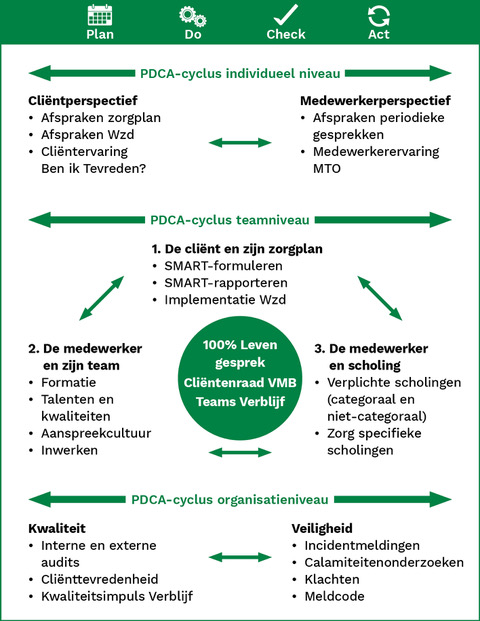 Plan Do Check Act
PDCA-cyclus individueel niveau
Cliëntperspectief
• Afspraken zorgplan
• Afspraken Wzd
• Cliëntervaring
Ben ik Tevreden?
Medewerkerperspectief
• Afspraken periodieke
gesprekken
• Medewerkerervaring
MTO
PDCA-cyclus teamniveau
1. De cliënt en zijn zorgplan
• SMART-formuleren
• SMART-rapporteren
• Implementatie Wzd
2. De medewerker
en zijn team
• Formatie
• Talenten en
kwaliteiten
• Aanspreekcultuur
• Inwerken
100% Leven
gesprek
Cliëntenraad VMB
Teams Verblijf
3. De medewerker
en scholing
• Verplichte scholingen
(categoraal en
niet-categoraal)
• Zorg specifieke
scholingen
PDCA-cyclus organisatieniveau
Kwaliteit
• Interne en externe
audits
• Cliënttevredenheid
• Kwaliteitsimpuls Verblijf
Veiligheid
• Incidentmeldingen
• Calamiteitenonderzoeken
• Klachten
• Meldcode